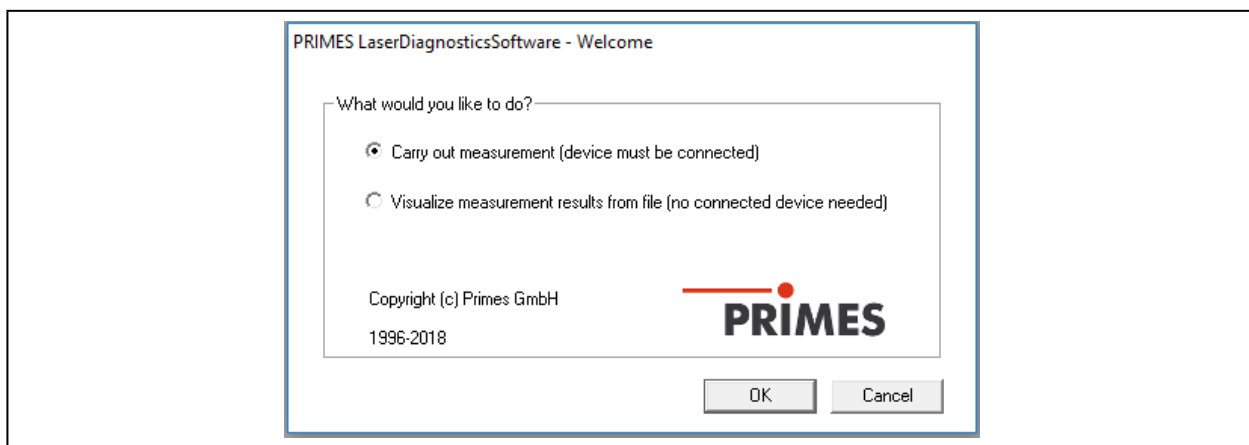 PRIMES LaserDiagnosticsSoftware - Welcome
What would you like to do?
Carry out measurement (device must be connected)
Visualize measurement results from file (no connected device needed)
Copyright (c) Primes GmbH
1996-2018
PRIMES
OK
Cancel